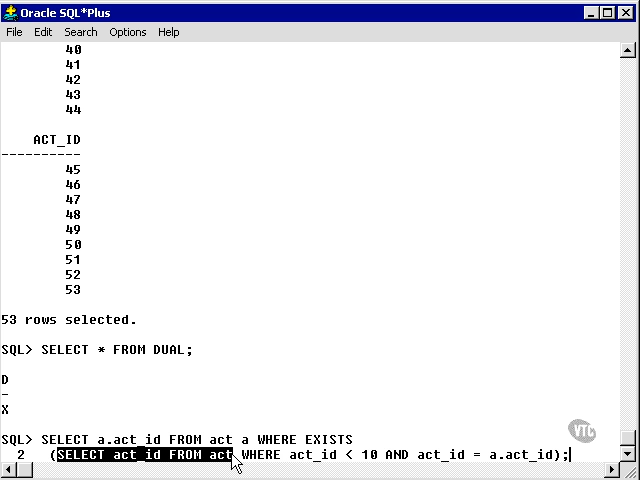 Oracle SQL*Plus
File Edit Search Options Help
40
41
42
43
44
ACT_ID
----------
45
46
47
48
49
50
51
52
53
53 rows selected.
SQL> SELECT * FROM DUAL;
D
-
X
SQL> SELECT a.act_id FROM act a WHERE EXISTS
2 (SELECT act_id FROM act WHERE act_id < 10 AND act_id = a.act_id);
VTC